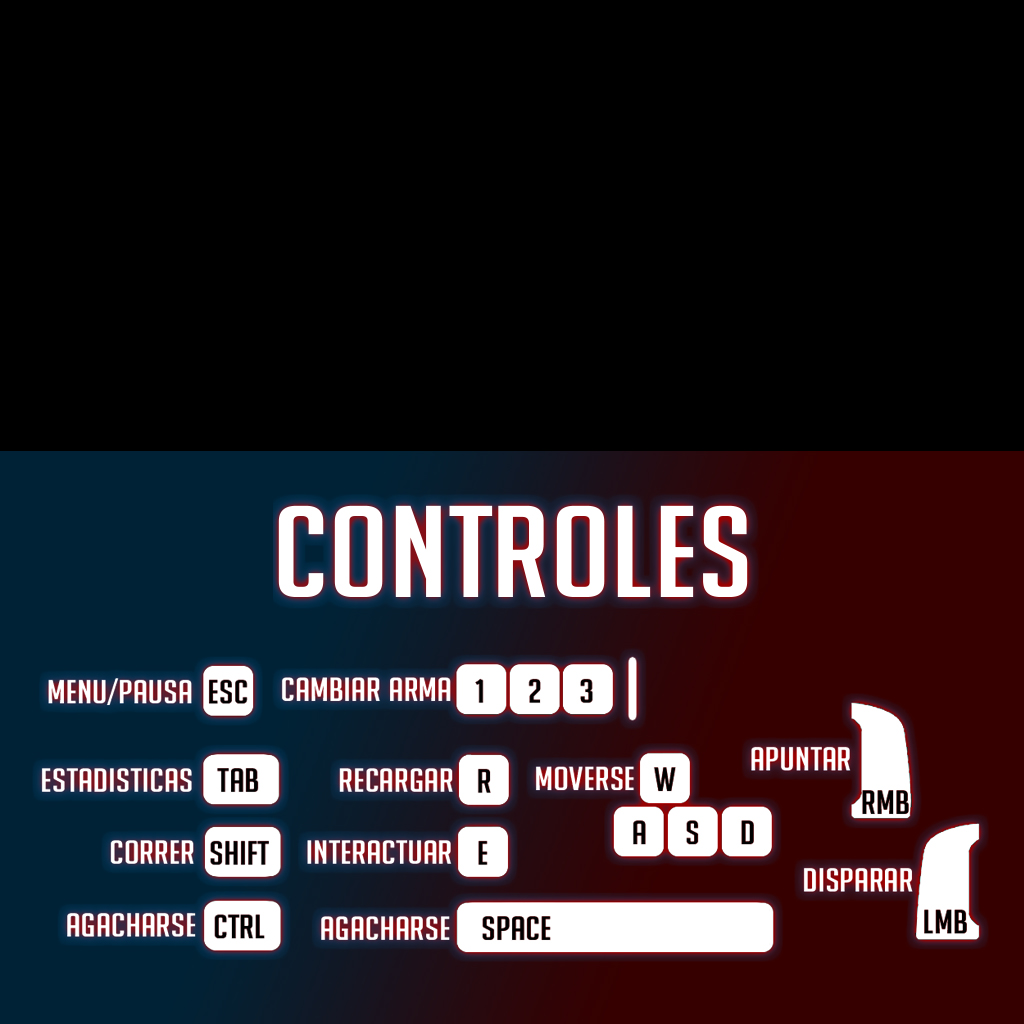 CONTROLES
MENU/PAUSA ESC CAMBIAR ARMA 1 2 3
ESTADISTICAS TAB RECARGAR R MOVERSE W
A S D
APUNTAR RMB
CORRER SHIFT INTERACTUAR E
DISPARAR LMB
AGACHARSE CTRL AGACHARSE SPACE